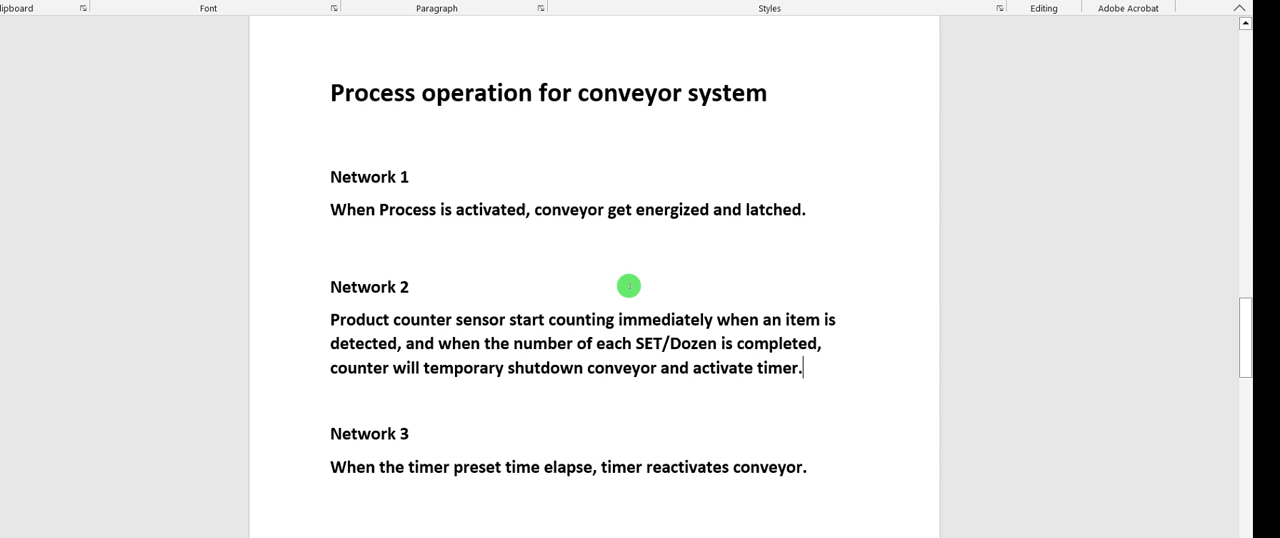 lipboard Font Paragraph Styles Editing Adobe Acrobat
Process operation for conveyor system
Network 1
When Process is activated, conveyor get energized and latched.
Network 2
Product counter sensor start counting immediately when an item is
detected, and when the number of each SET/Dozen is completed,
counter will temporary shutdown conveyor and activate timer.
Network 3
When the timer preset time elapse, timer reactivates conveyor.